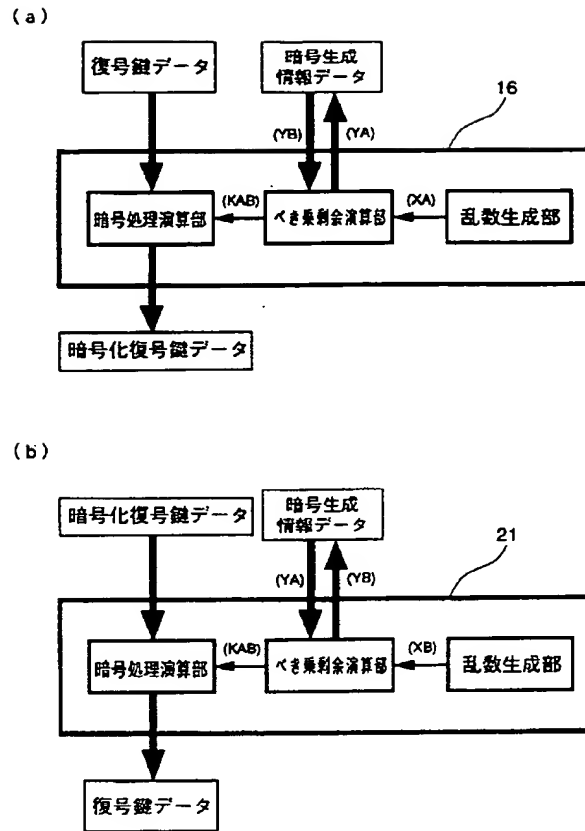 (a)
復号鍵データ
暗号生成
情報データ
16
(YB)
(YA)
暗号処理演算部
(KAB)
べき乗剰余演算部
(XA)
乱数生成部
暗号化復号鍵データ
(b)
暗号化復号鍵データ
暗号生成
情報データ
21
(YA)
(YB)
暗号処理演算部
(KAB)
べき乗剰余演算部
(XB)
乱数生成部
復号鍵データ